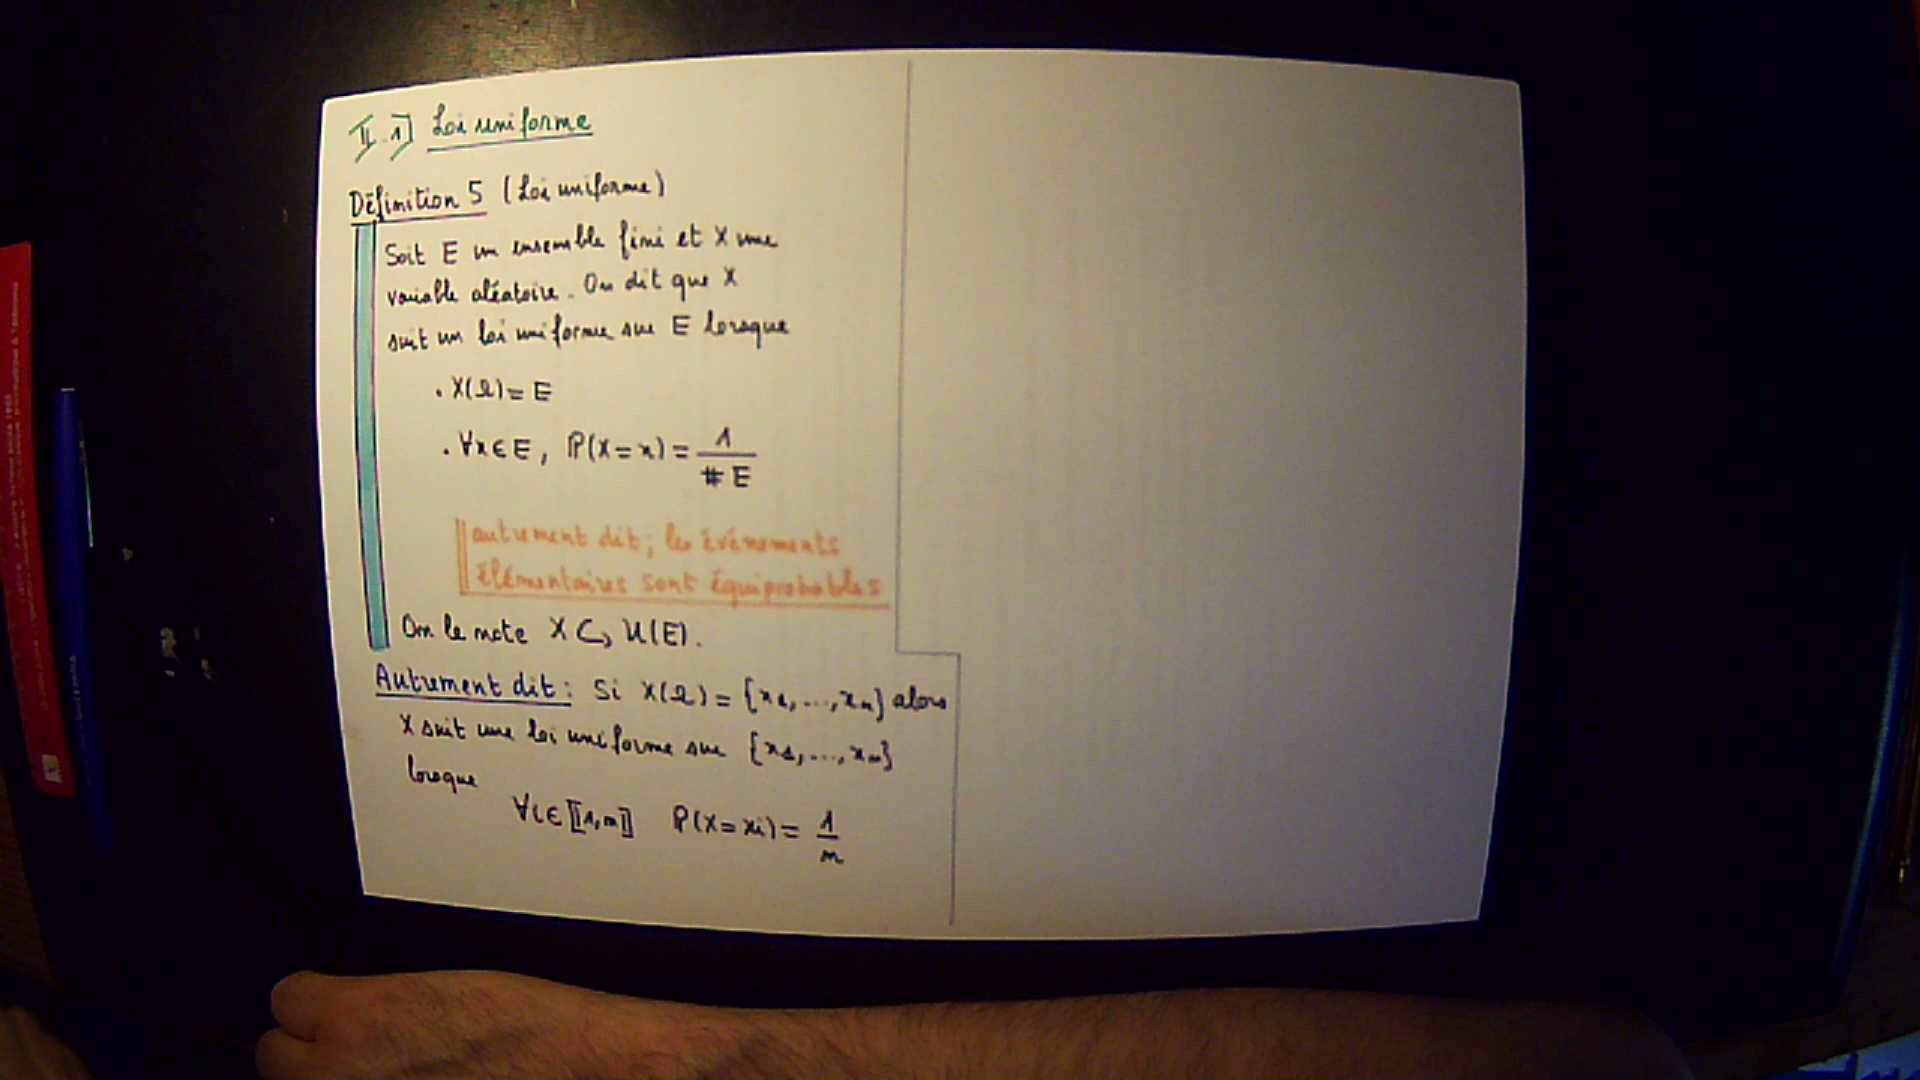 II.1] Loi uniforme
Définition 5 (Loi uniforme)
Soit E un ensemble fini et X une
variable aléatoire. On dit que X
suit un loi uniforme sur E lorsque
. X(Ω) = E
. ∀x ∈ E, P(X = x) = 1 / # E
autrement dit; les événements
élémentaires sont équiprobables
On le note X ↪ U(E).
Autrement dit : Si X(Ω) = {x₁, ..., xₙ} alors
X suit une loi uniforme sur {x₁, ..., xₙ}
lorsque
∀i ∈ ⟦1, n⟧ P(X = xi) = 1 / n